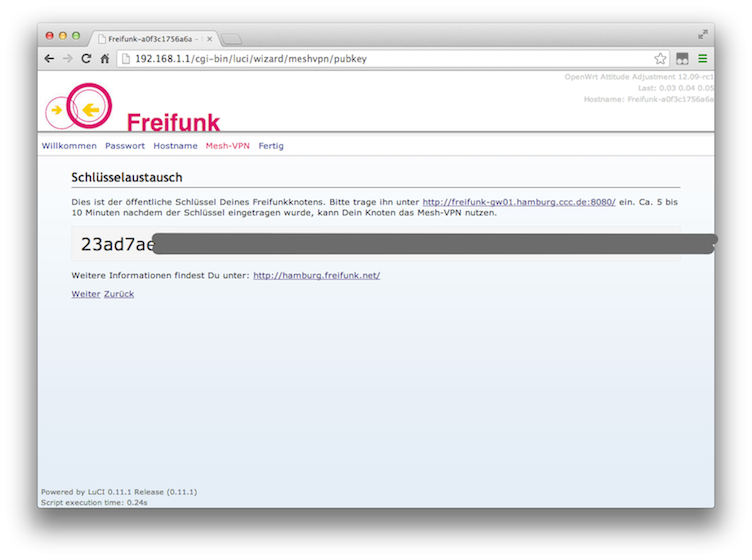 Freifunk-a0f3c1756a6a -
192.168.1.1/cgi-bin/luci/wizard/meshvpn/pubkey
OpenWrt Attitude Adjustment 12.09-rc1
Last: 0.03 0.04 0.05
Hostname: Freifunk-a0f3c1756a6a
Freifunk
Willkommen Passwort Hostname Mesh-VPN Fertig
Schlüsselaustausch
Dies ist der öffentliche Schlüssel Deines Freifunkknotens. Bitte trage ihn unter http://freifunk-gw01.hamburg.ccc.de:8080/ ein. Ca. 5 bis
10 Minuten nachdem der Schlüssel eingetragen wurde, kann Dein Knoten das Mesh-VPN nutzen.
23ad7ae
Weitere Informationen findest Du unter: http://hamburg.freifunk.net/
Weiter Zurück
Powered by LuCI 0.11.1 Release (0.11.1)
Script execution time: 0.24s